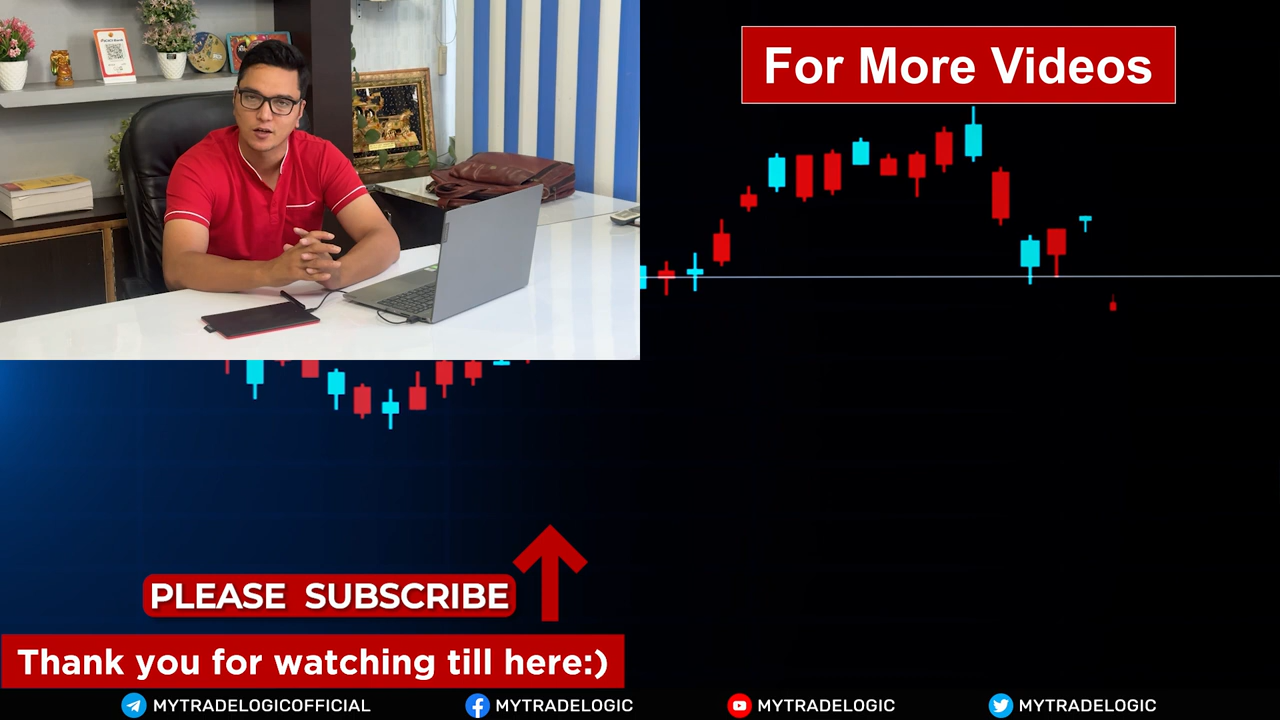 For More Videos
PLEASE SUBSCRIBE
Thank you for watching till here:)
MYTRADELOGICOFFICIAL
MYTRADELOGIC
MYTRADELOGIC
MYTRADELOGIC